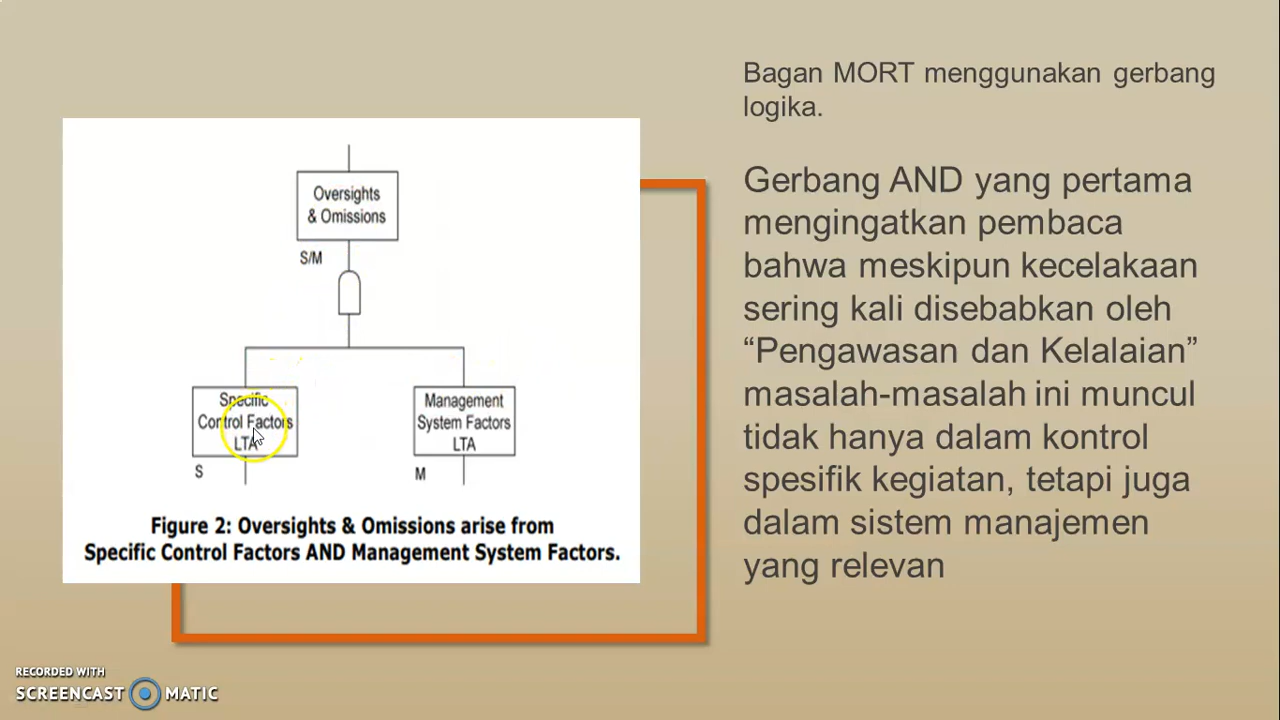 Bagan MORT menggunakan gerbang
logika.
Gerbang AND yang pertama
mengingatkan pembaca
bahwa meskipun kecelakaan
sering kali disebabkan oleh
“Pengawasan dan Kelalaian”
masalah-masalah ini muncul
tidak hanya dalam kontrol
spesifik kegiatan, tetapi juga
dalam sistem manajemen
yang relevan
Oversights
& Omissions
S/M
Specific
Control Factors
LTA
S
Management
System Factors
LTA
M
Figure 2: Oversights & Omissions arise from
Specific Control Factors AND Management System Factors.
RECORDED WITH
SCREENCAST MATIC